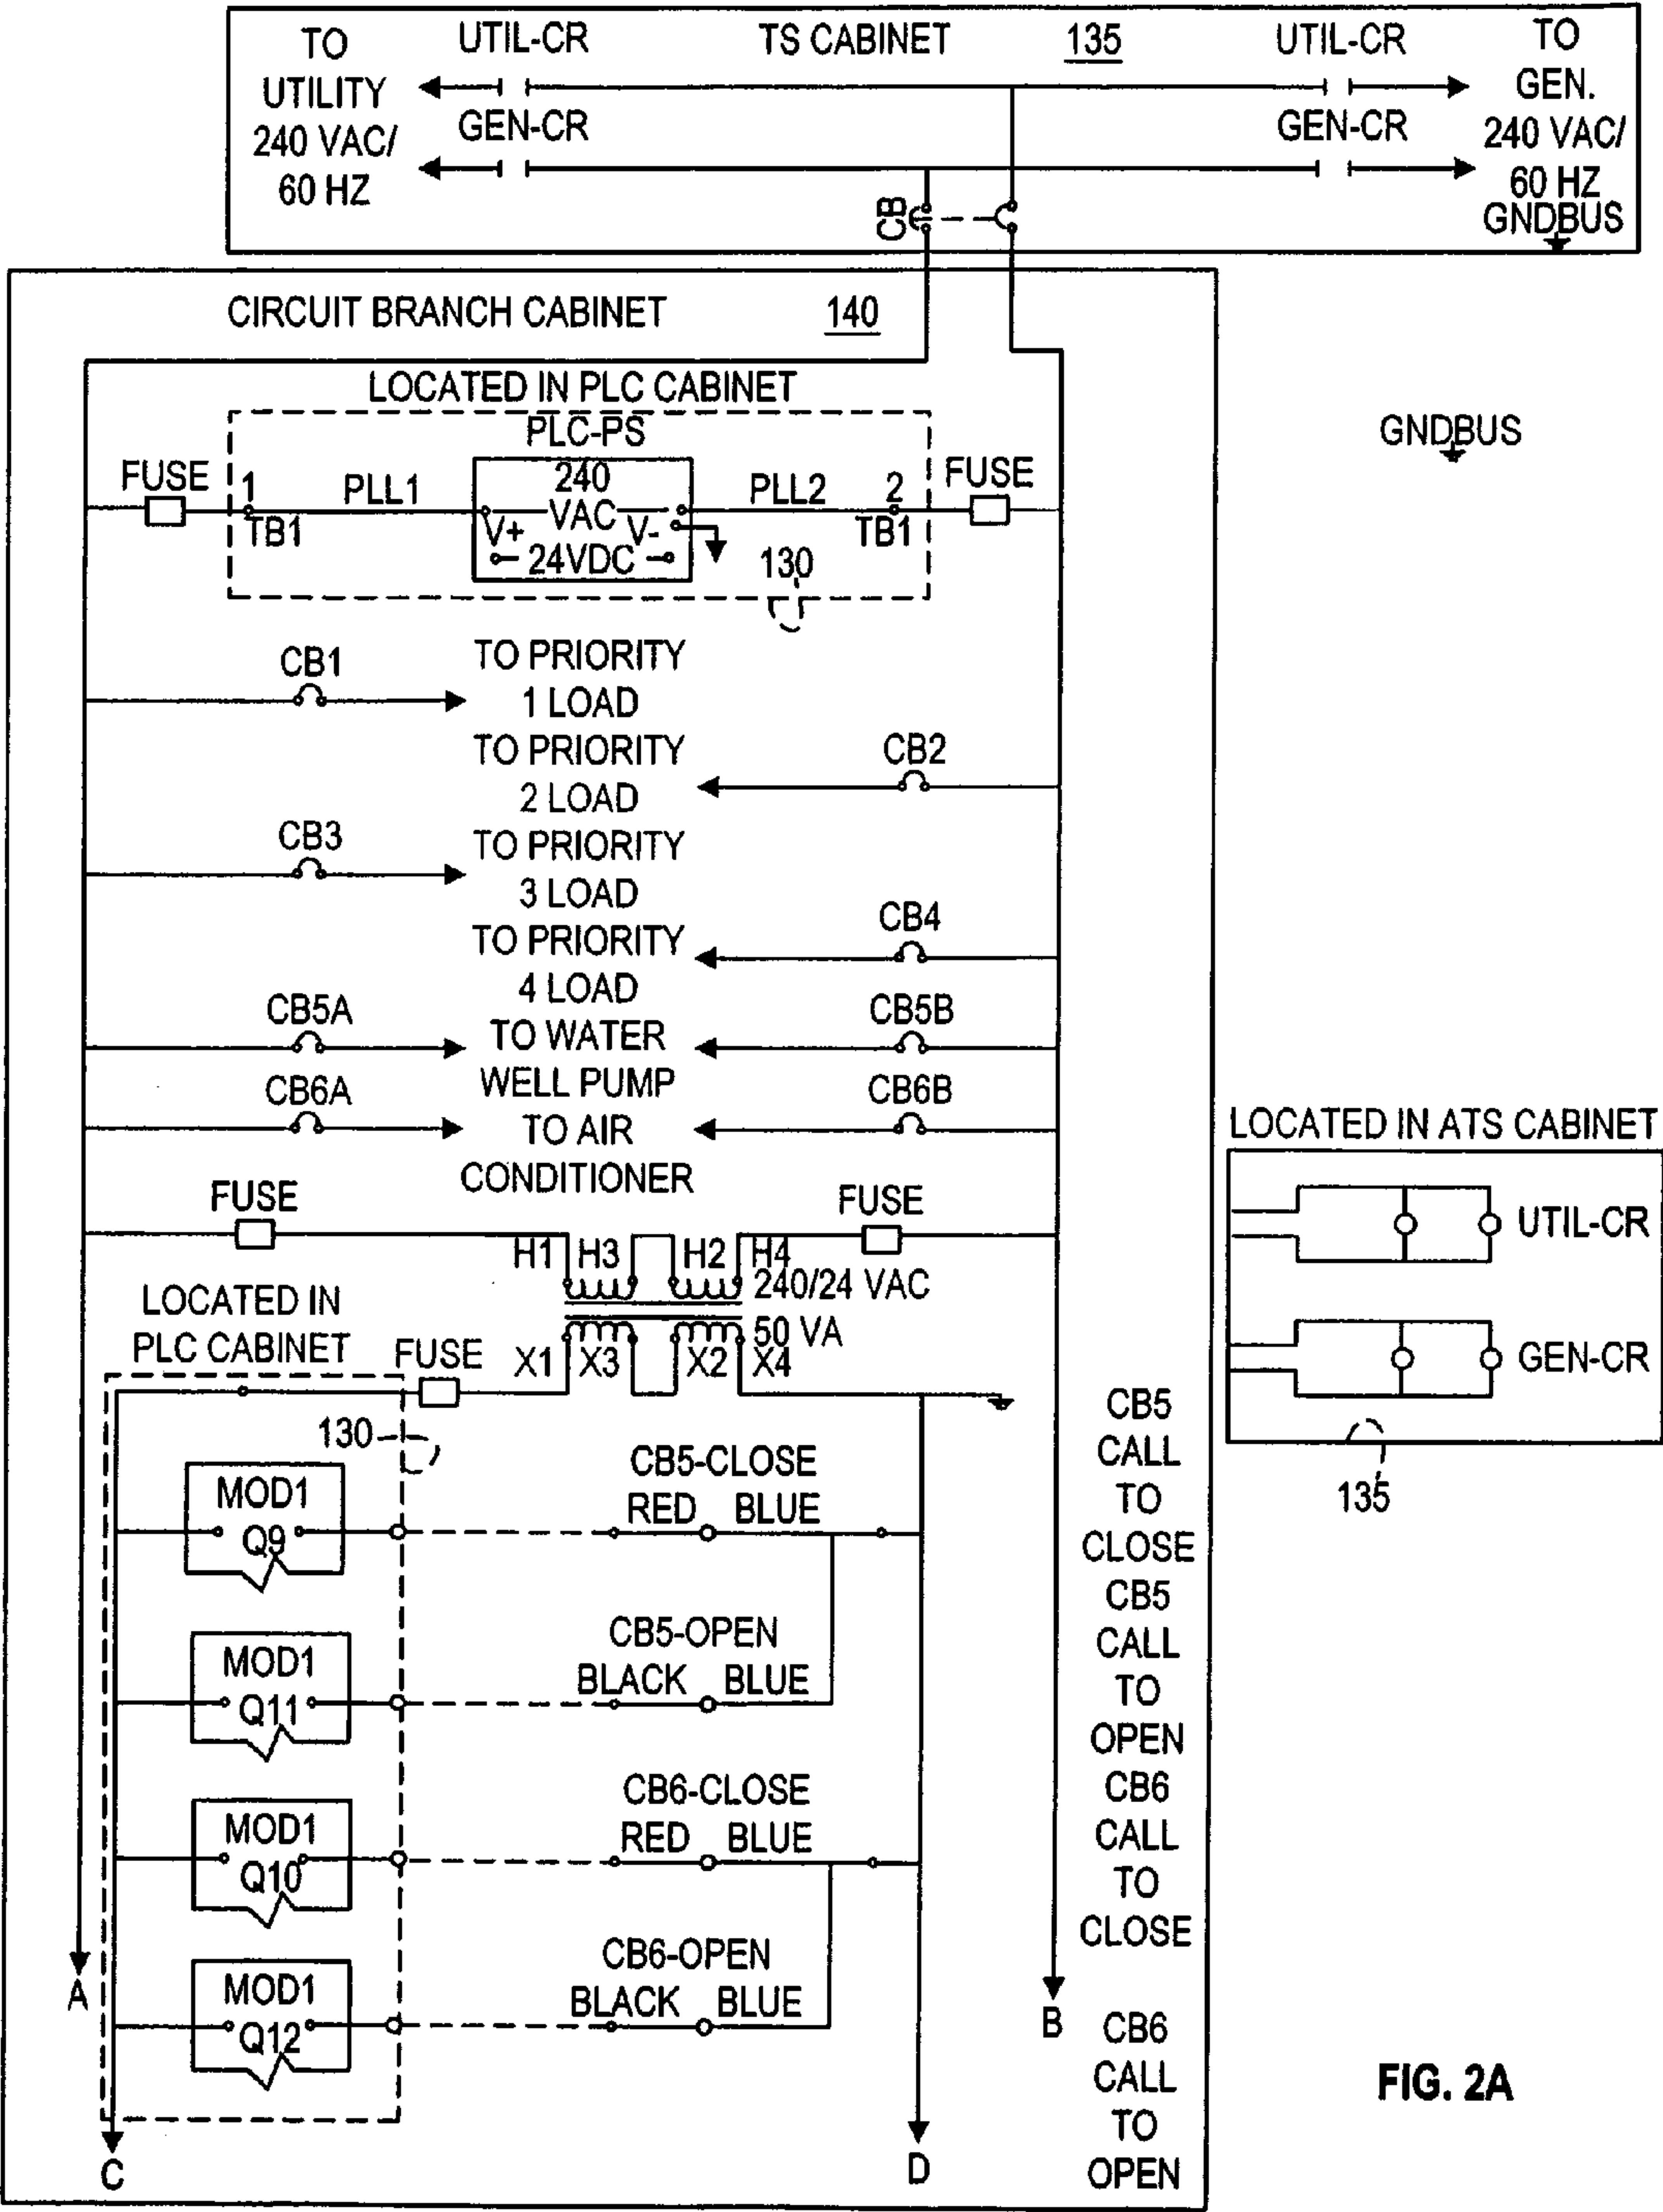 TO
UTILITY
240 VAC/
60 HZ
UTIL-CR
GEN-CR
TS CABINET 135
UTIL-CR
GEN-CR
TO
GEN.
240 VAC/
60 HZ
GNDBUS
CB
CIRCUIT BRANCH CABINET 140
LOCATED IN PLC CABINET
PLC-PS
FUSE
1
TB1
PLL1
240
VAC
V+
V-
24VDC
PLL2
2
TB1
FUSE
130
GNDBUS
CB1
TO PRIORITY
1 LOAD
TO PRIORITY
2 LOAD
CB2
CB3
TO PRIORITY
3 LOAD
TO PRIORITY
4 LOAD
CB4
CB5A
TO WATER
WELL PUMP
CB5B
CB6A
TO AIR
CONDITIONER
CB6B
FUSE
FUSE
H1 H3 H2 H4
240/24 VAC
50 VA
X1 X3 X2 X4
LOCATED IN
PLC CABINET
FUSE
130
MOD1
Q9
CB5-CLOSE
RED BLUE
MOD1
Q11
CB5-OPEN
BLACK BLUE
MOD1
Q10
CB6-CLOSE
RED BLUE
MOD1
Q12
CB6-OPEN
BLACK BLUE
A
B
C
D
CB5
CALL
TO
CLOSE
CB5
CALL
TO
OPEN
CB6
CALL
TO
CLOSE
CB6
CALL
TO
OPEN
LOCATED IN ATS CABINET
UTIL-CR
GEN-CR
135
FIG. 2A